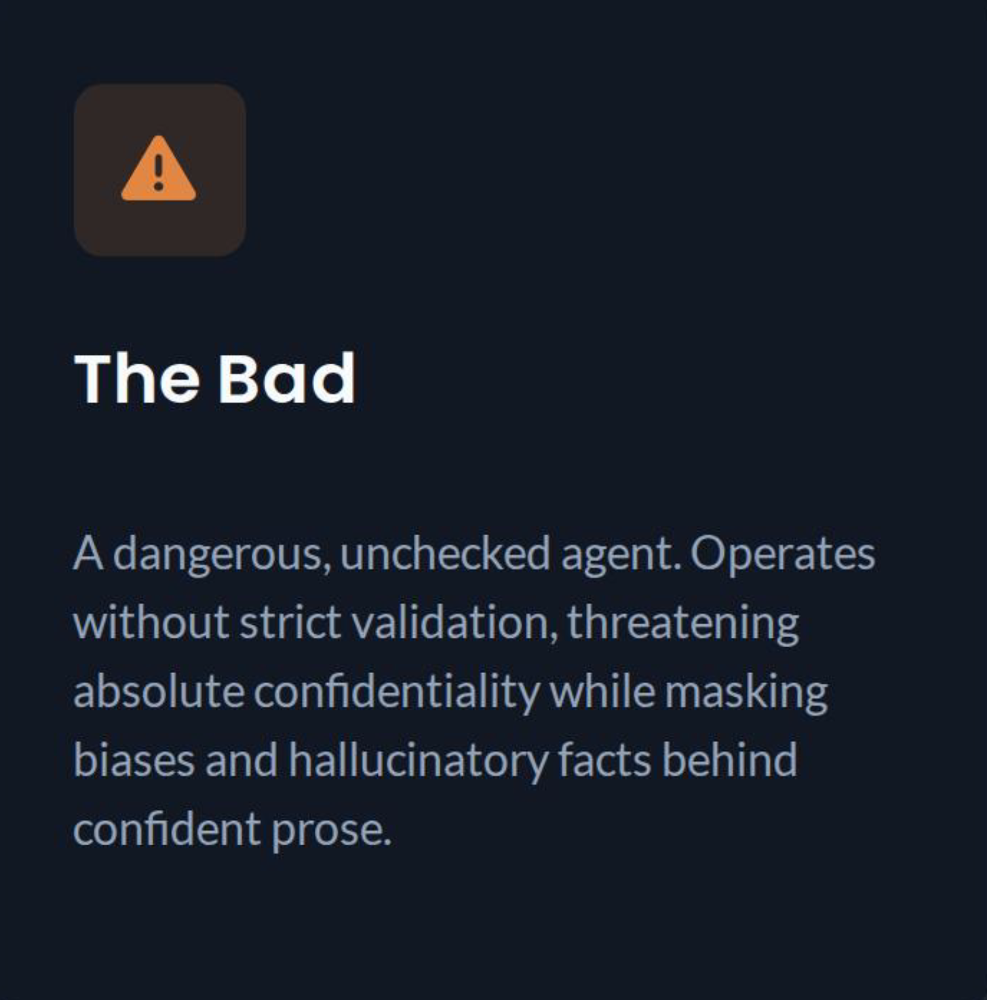 The Bad
A dangerous, unchecked agent. Operates
without strict validation, threatening
absolute confidentiality while masking
biases and hallucinatory facts behind
confident prose.